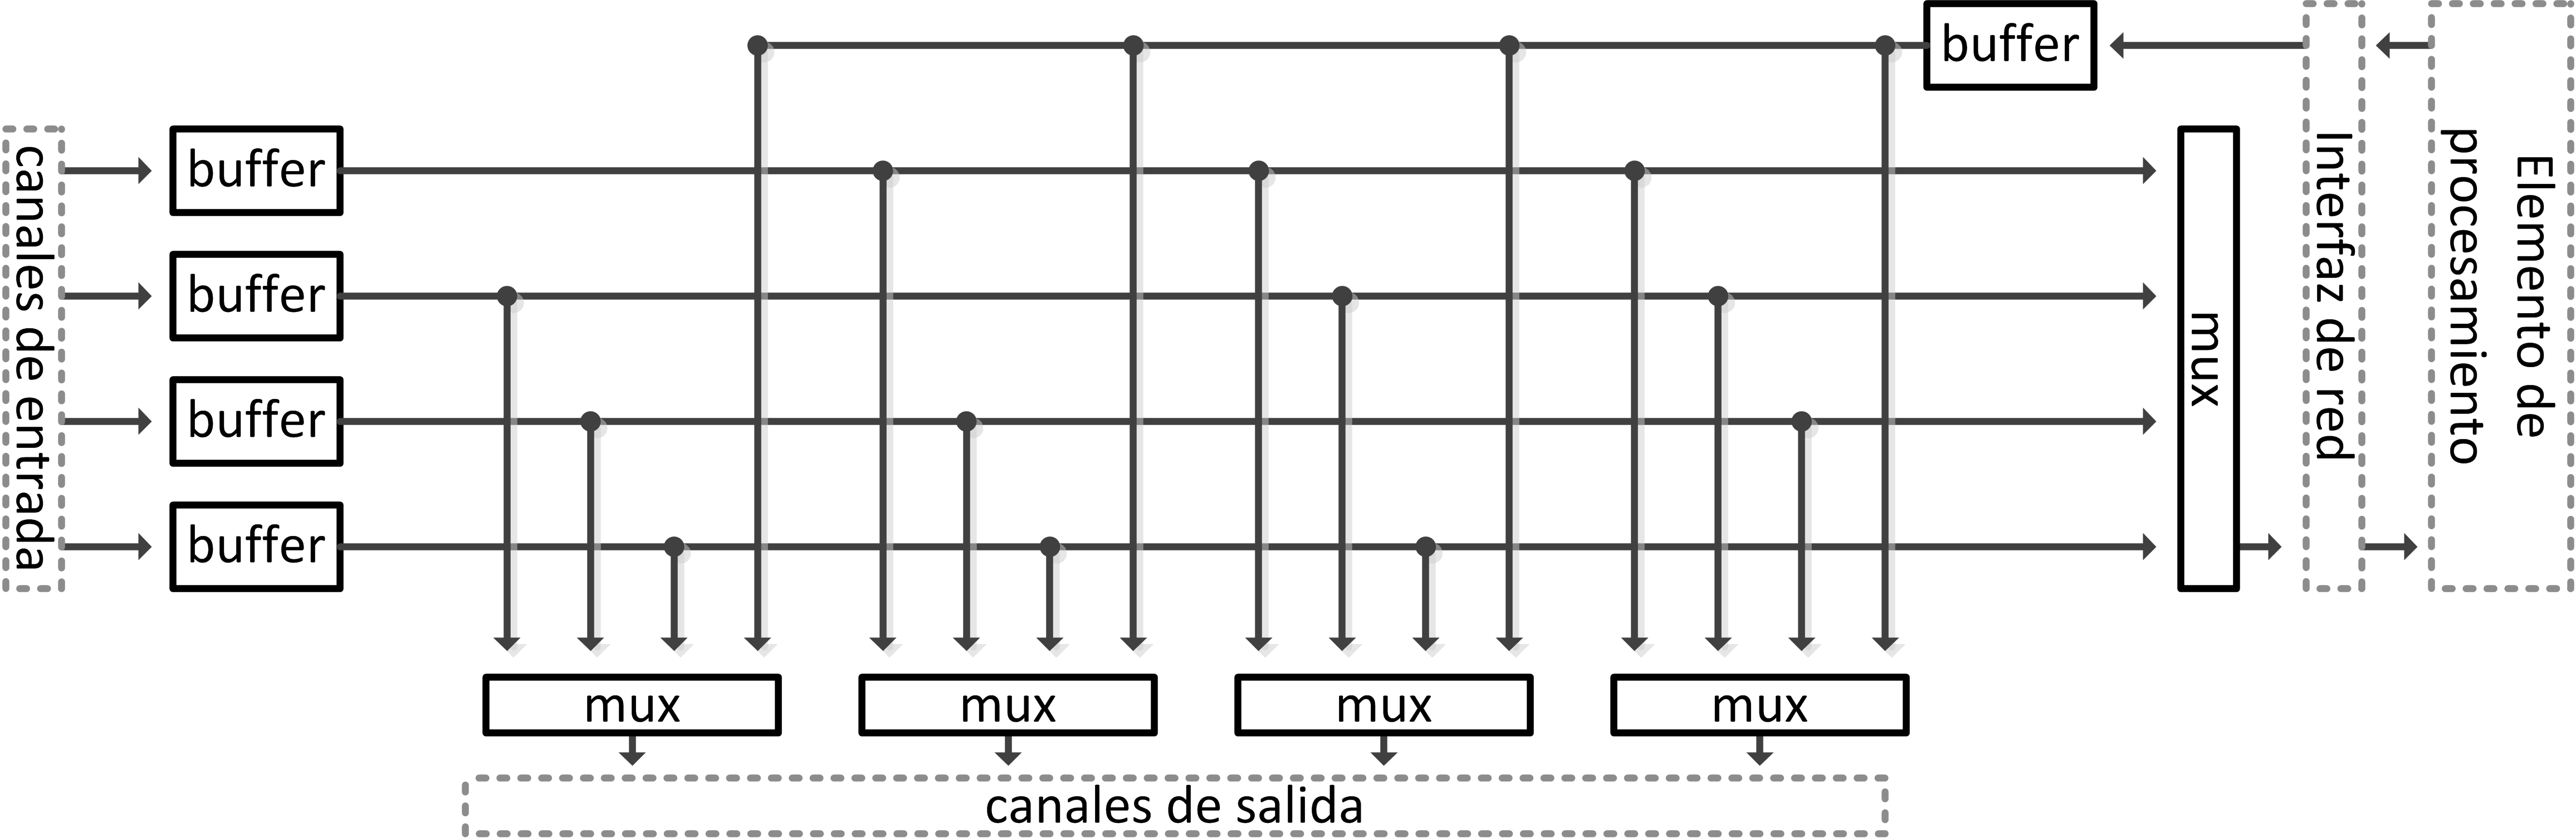 buffer
canales de entrada
buffer
buffer
buffer
buffer
mux
Interfaz de red
Elemento de
procesamiento
mux
mux
mux
mux
canales de salida